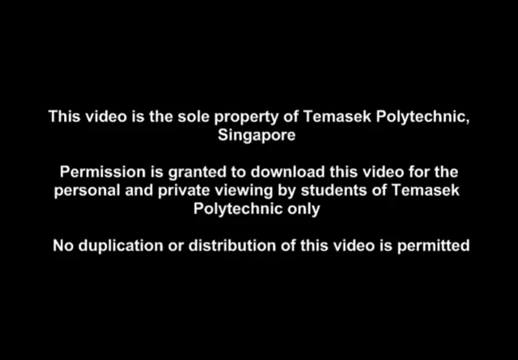 This video is the sole property of Temasek Polytechnic,
Singapore
Permission is granted to download this video for the
personal and private viewing by students of Temasek
Polytechnic only
No duplication or distribution of this video is permitted